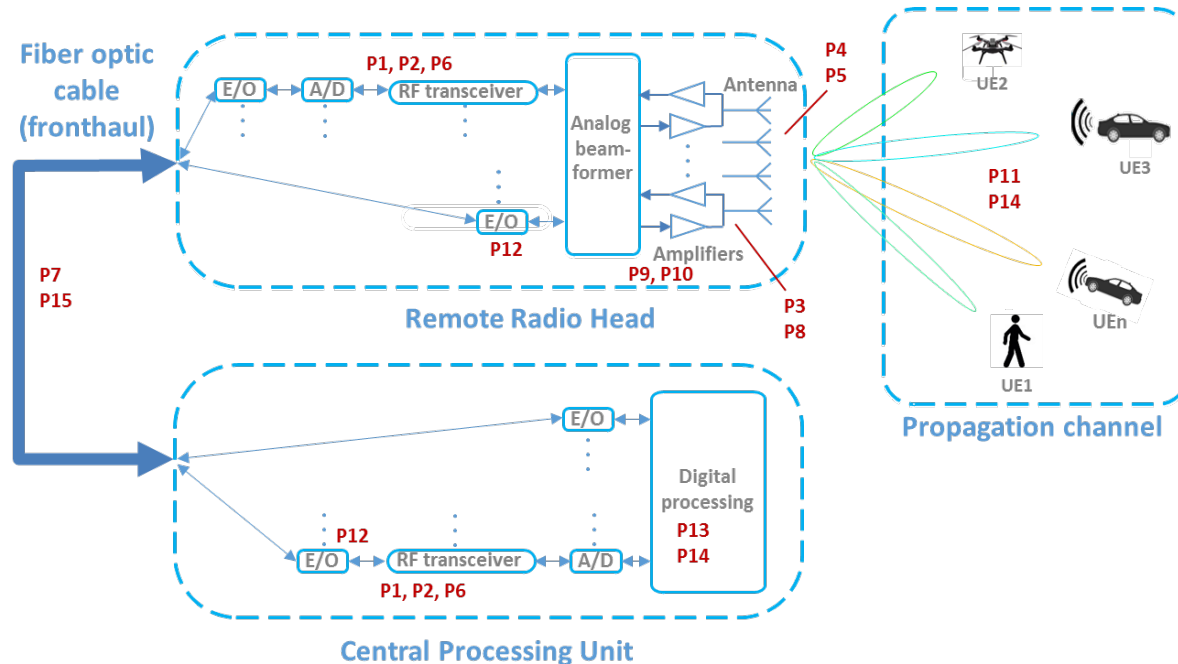 Fiber optic
cable
(fronthaul)
P7
P15
P1, P2, P6
E/O
A/D
RF transceiver
E/O
P12
Analog
beam-
former
Antenna
Amplifiers
P9, P10
P4
P5
P3
P8
Remote Radio Head
UE2
UE3
P11
P14
UEn
UE1
Propagation channel
E/O
Digital
processing
P13
P14
P12
E/O
RF transceiver
A/D
P1, P2, P6
Central Processing Unit